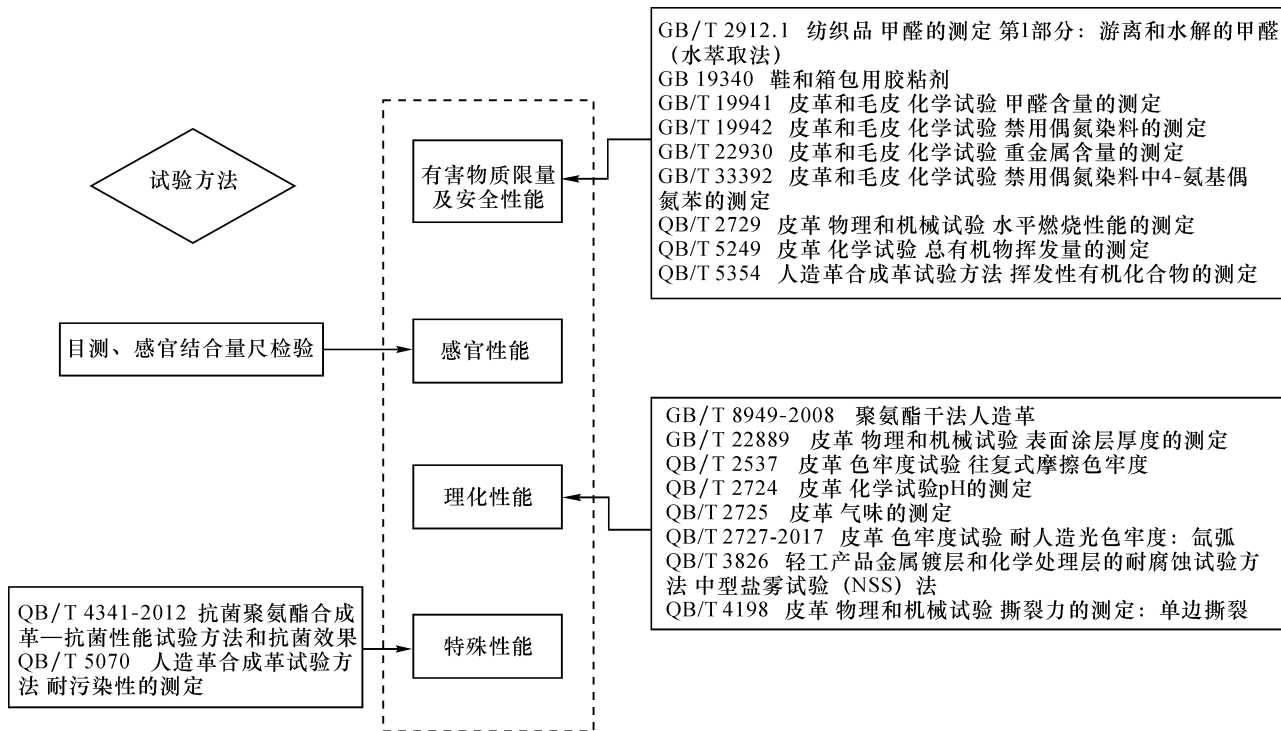 GB/T 2912.1 纺织品 甲醛的测定 第1部分：游离和水解的甲醛
（水萃取法）
GB 19340 鞋和箱包用胶粘剂
GB/T 19941 皮革和毛皮 化学试验 甲醛含量的测定
GB/T 19942 皮革和毛皮 化学试验 禁用偶氮染料的测定
GB/T 22930 皮革和毛皮 化学试验 重金属含量的测定
GB/T 33392 皮革和毛皮 化学试验 禁用偶氮染料中4-氨基偶
氮苯的测定
QB/T 2729 皮革 物理和机械试验 水平燃烧性能的测定
QB/T 5249 皮革 化学试验 总有机物挥发量的测定
QB/T 5354 人造革合成革试验方法 挥发性有机化合物的测定
试验方法
有害物质限量
及安全性能
目测、感官结合量尺检验
感官性能
GB/T 8949-2008 聚氨酯干法人造革
GB/T 22889 皮革 物理和机械试验 表面涂层厚度的测定
QB/T 2537 皮革 色牢度试验 往复式摩擦色牢度
QB/T 2724 皮革 化学试验pH的测定
QB/T 2725 皮革 气味的测定
QB/T 2727-2017 皮革 色牢度试验 耐人造光色牢度：氙弧
QB/T 3826 轻工产品金属镀层和化学处理层的耐腐蚀试验方
法 中型盐雾试验（NSS）法
QB/T 4198 皮革 物理和机械试验 撕裂力的测定：单边撕裂
理化性能
QB/T 4341-2012 抗菌聚氨酯合成
革—抗菌性能试验方法和抗菌效果
QB/T 5070 人造革合成革试验方
法 耐污染性的测定
特殊性能